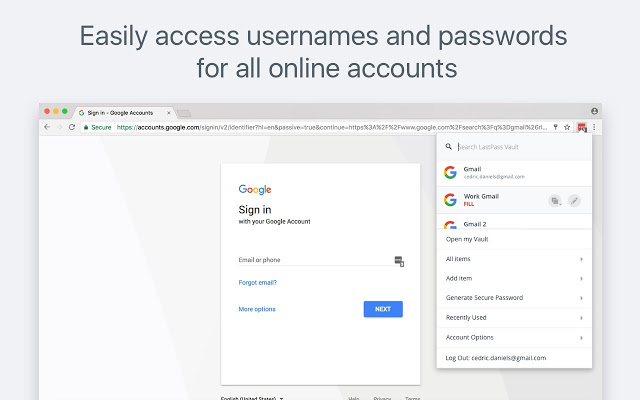 Easily access usernames and passwords
for all online accounts
Sign in - Google Accounts
Secure https://accounts.google.com/signin/v2/identifier?hl=en&passive=true&continue=https%3A%2F%2Fwww.google.com%2Fsearch%3Fq%3Dgmail%26rl...
Search LastPass Vault
Gmail
cedric.daniels@gmail.com
Work Gmail
FILL
Gmail 2
Open my Vault
All items
Add item
Generate Secure Password
Recently Used
Account Options
Log Out: cedric.daniels@gmail.com
Google
Sign in
with your Google Account
Email or phone
Forgot email?
More options
NEXT
English (United States)
Help Privacy Terms